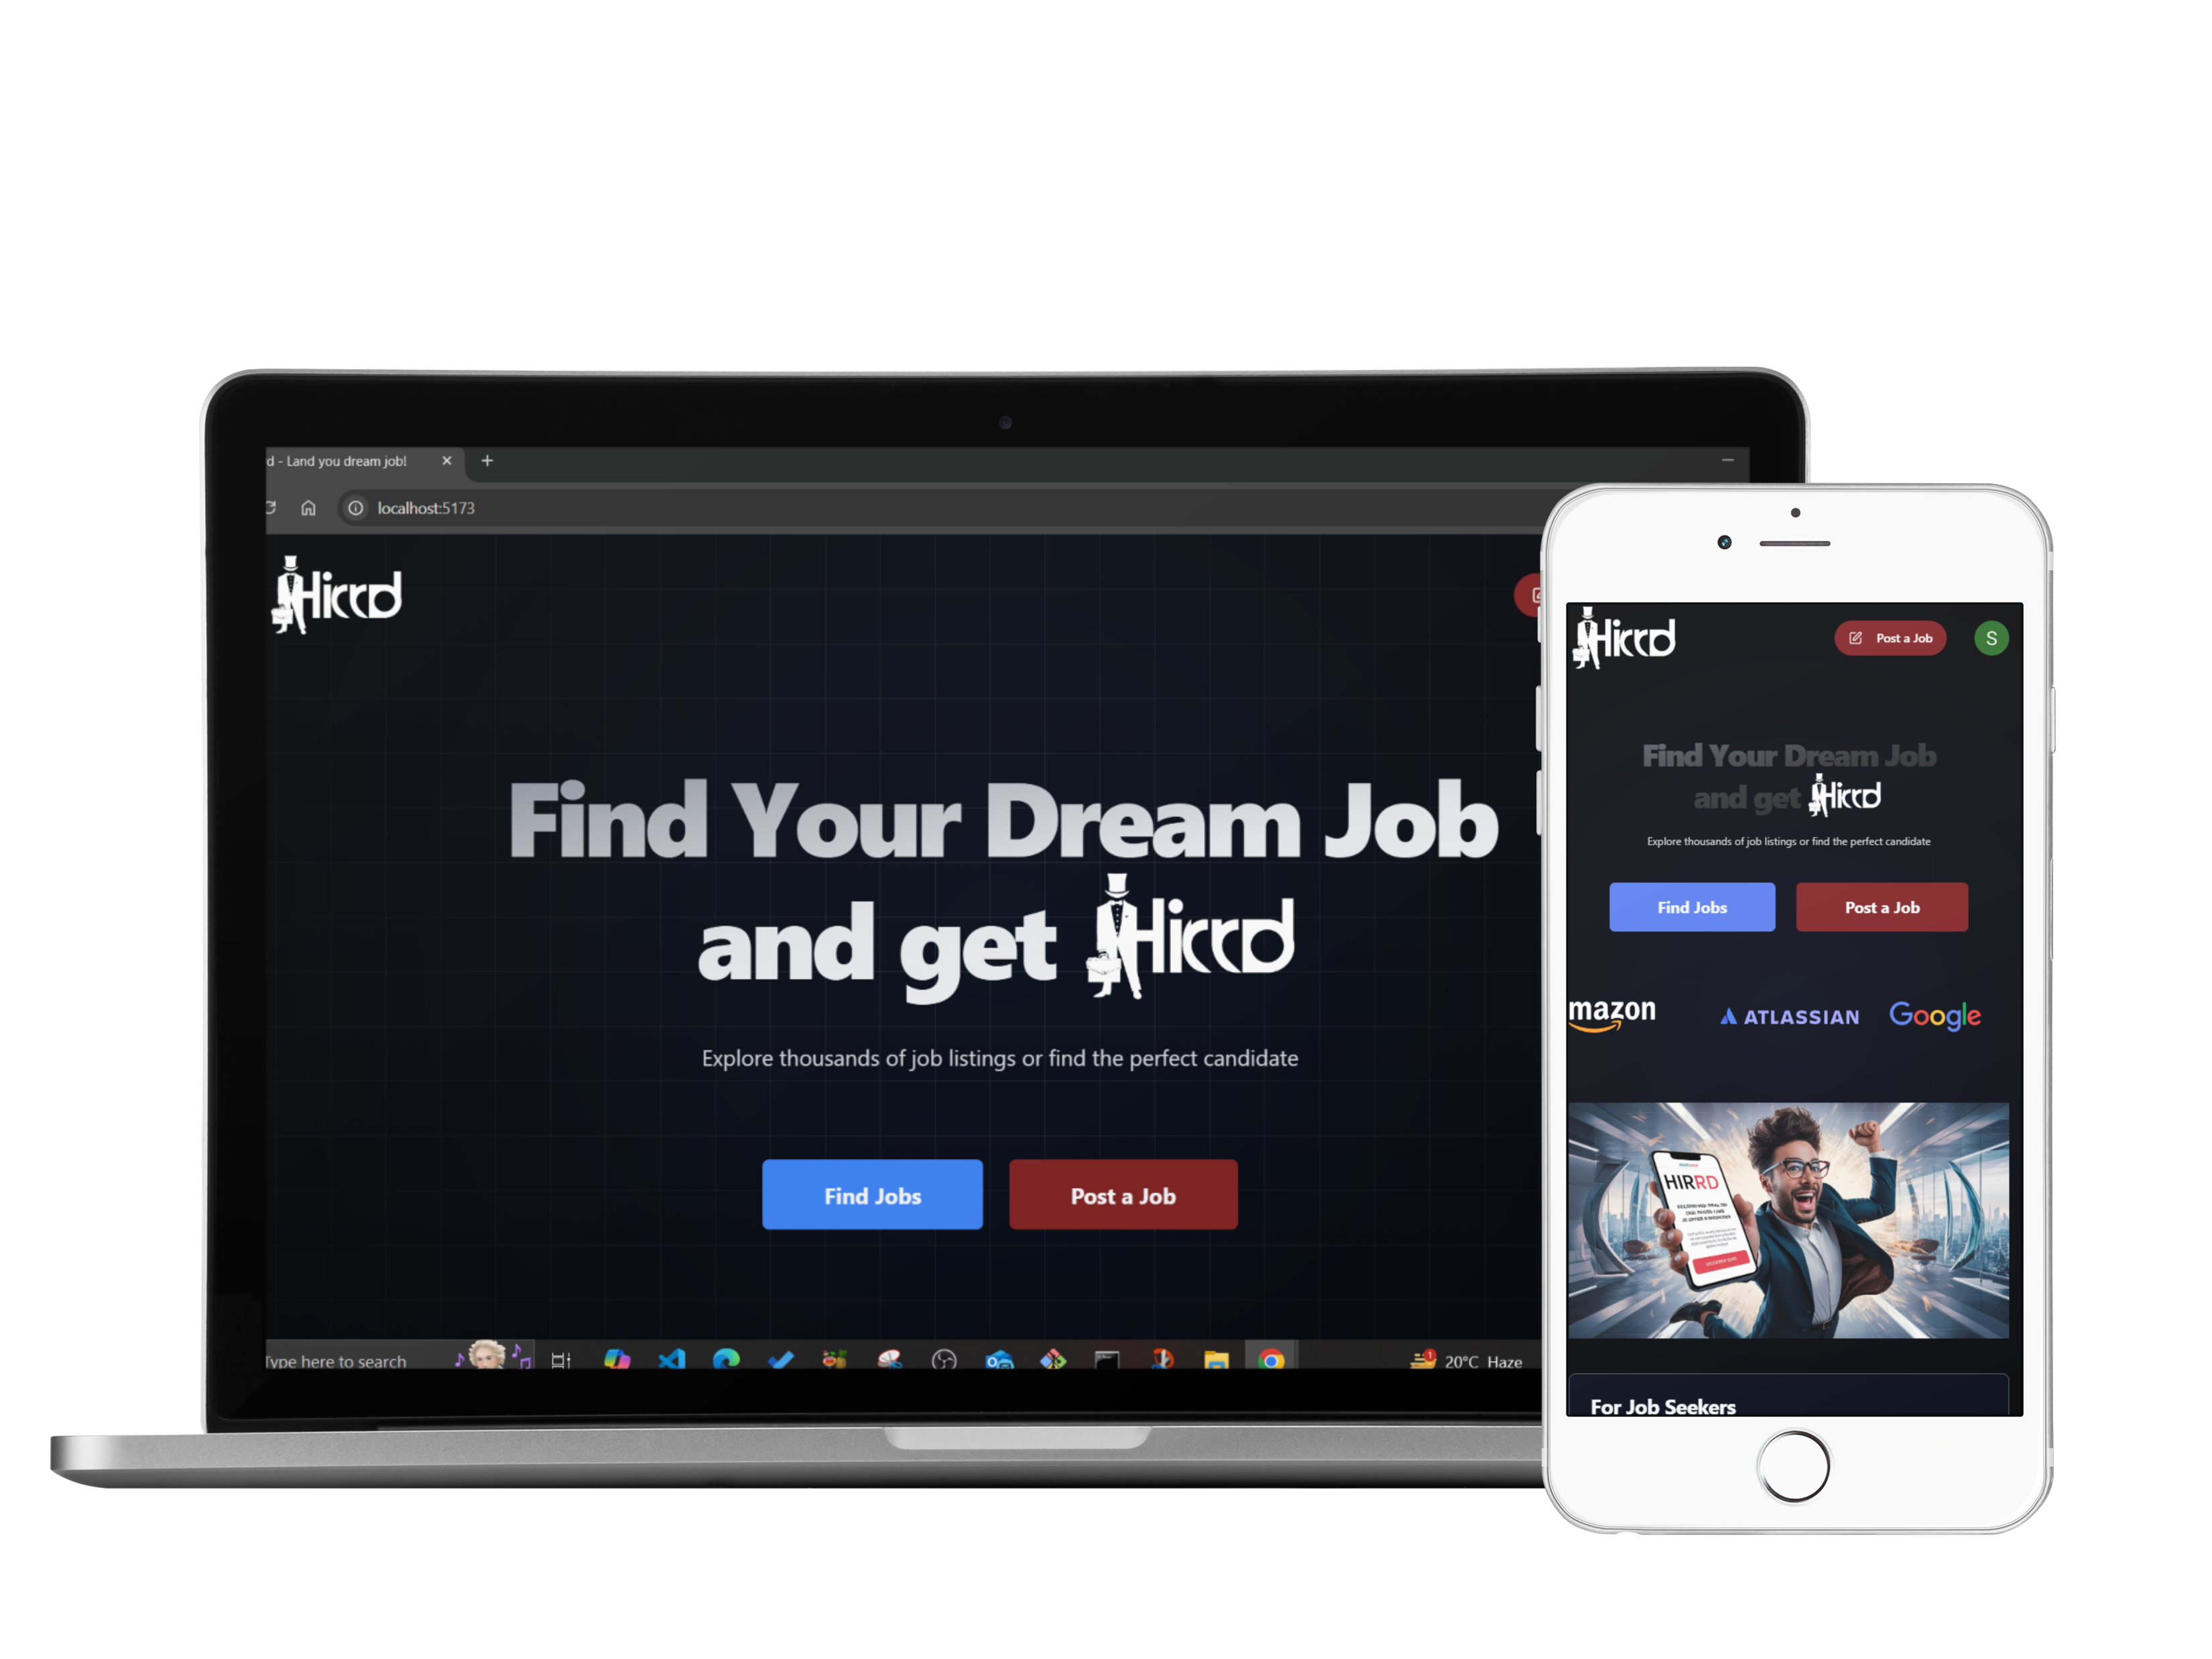 d - Land you dream job!
localhost:5173
Hirrd
Find Your Dream Job
and get Hirrd
Explore thousands of job listings or find the perfect candidate
Find Jobs
Post a Job
Type here to search
1
20°C Haze
Hirrd
Post a Job
S
Find Your Dream Job
and get Hirrd
Explore thousands of job listings or find the perfect candidate
Find Jobs
Post a Job
mazon
ATLASSIAN
Google
HIRRD
For Job Seekers